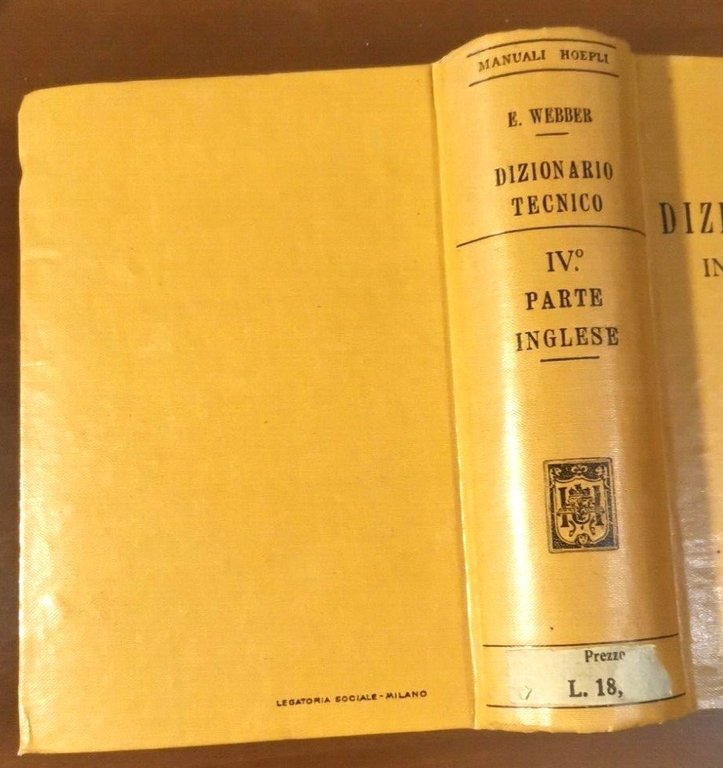 MANUALI HOEPLI
E. WEBBER
DIZIONARIO
TECNICO
IV.º
PARTE
INGLESE
Prezzo
L. 18,
LEGATORIA SOCIALE - MILANO
DIZI
IN